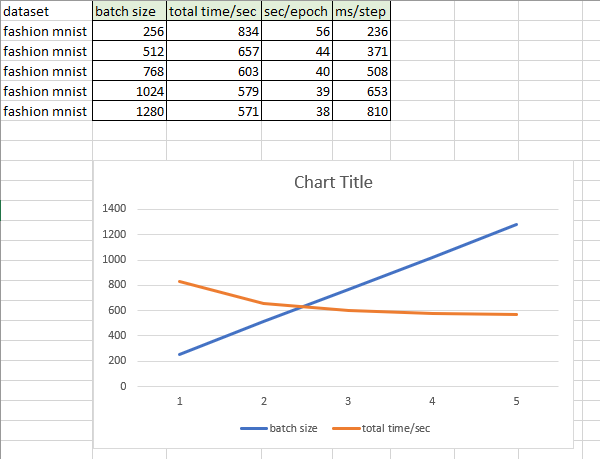 dataset batch size total time/sec sec/epoch ms/step
fashion mnist 256 834 56 236
fashion mnist 512 657 44 371
fashion mnist 768 603 40 508
fashion mnist 1024 579 39 653
fashion mnist 1280 571 38 810
Chart Title
1400
1200
1000
800
600
400
200
0
1 2 3 4 5
batch size total time/sec